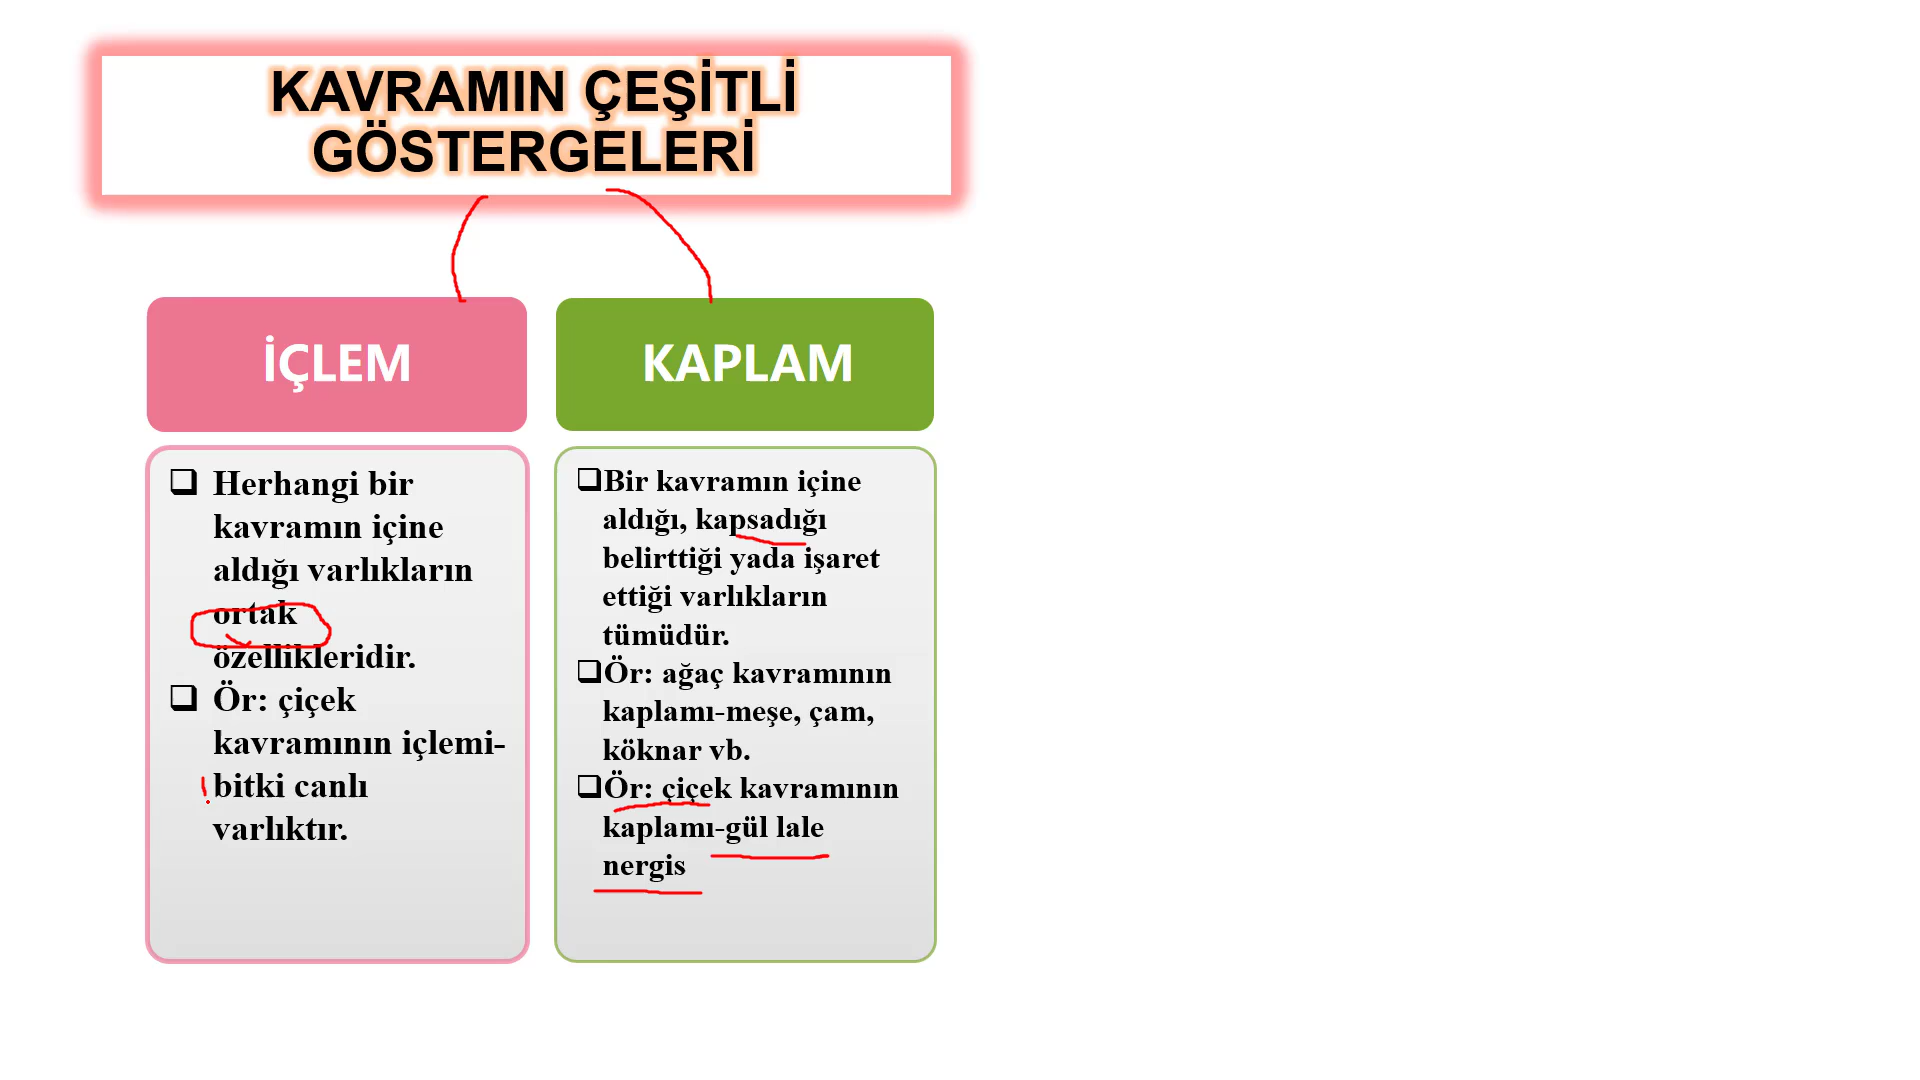 KAVRAMIN ÇEŞİTLİ
GÖSTERGELERİ
İÇLEM
Herhangi bir
kavramın içine
aldığı varlıkların
ortak
özellikleridir.
Ör: çiçek
kavramının içlemi-
bitki canlı
varlıktır.
KAPLAM
Bir kavramın içine
aldığı, kapsadığı
belirttiği yada işaret
ettiği varlıkların
tümüdür.
Ör: ağaç kavramının
kaplamı-meşe, çam,
köknar vb.
Ör: çiçek kavramının
kaplamı-gül lale
nergis